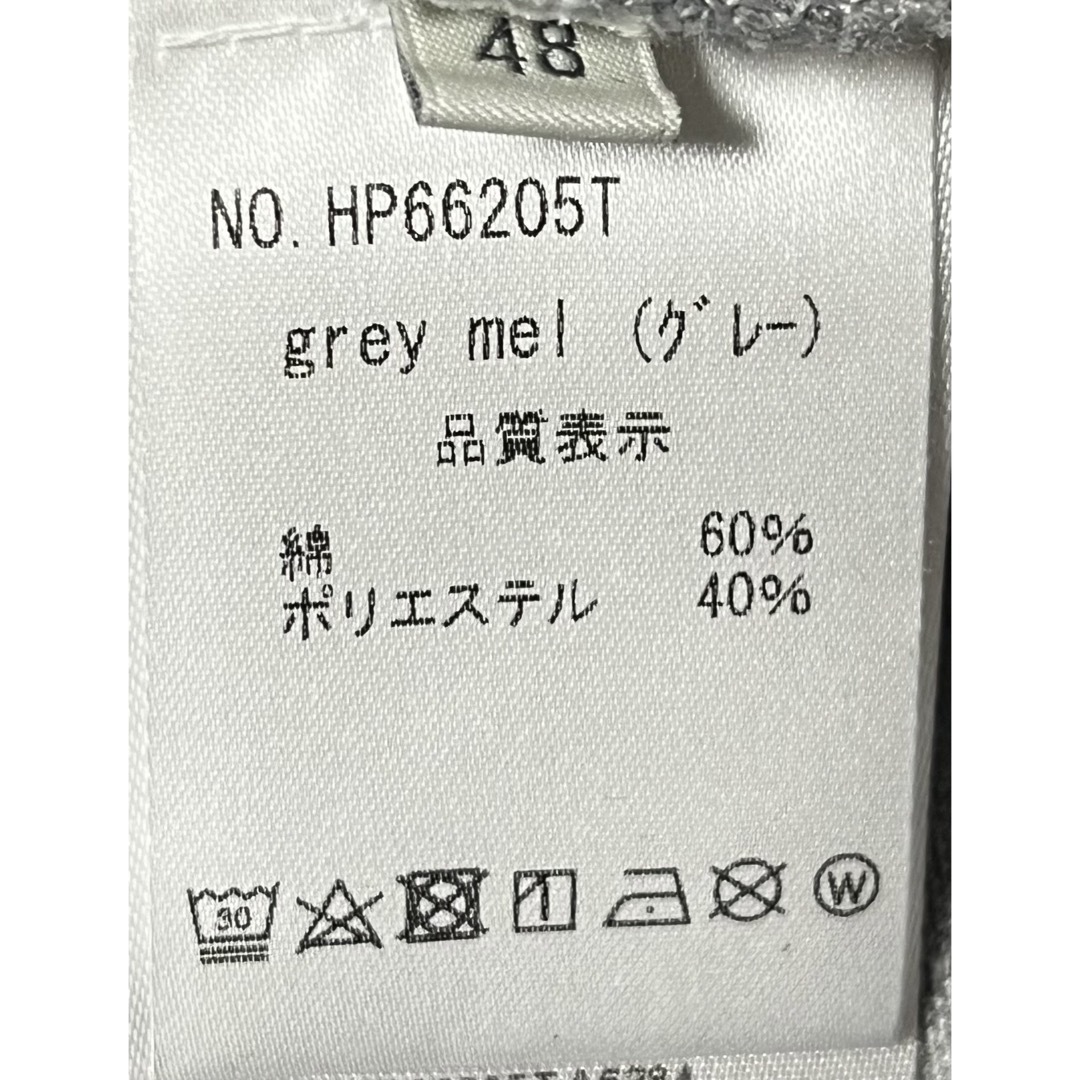 48
NO. HP66205T
grey mel (グレー)
品質表示
綿 60%
ポリエステル 40%
30 W